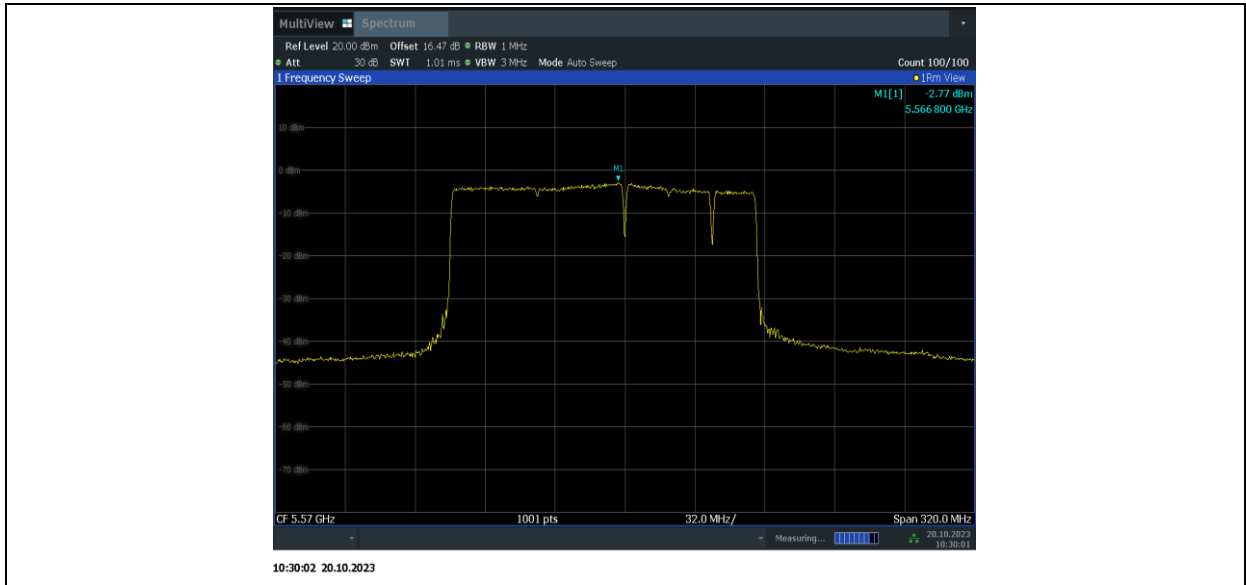 MultiView Spectrum
Ref Level 20.00 dBm Offset 16.47 dB RBW 1 MHz
Att 30 dB SWT 1.01 ms VBW 3 MHz Mode Auto Sweep Count 100/100
1 Frequency Sweep 1Rm View
M1[1] -2.77 dBm
5.566 800 GHz
10 dBm
0 dBm
M1
-10 dBm
-20 dBm
-30 dBm
-40 dBm
-50 dBm
-60 dBm
-70 dBm
CF 5.57 GHz 1001 pts 32.0 MHz/ Span 320.0 MHz
Measuring... 20.10.2023
10:30:01
10:30:02 20.10.2023